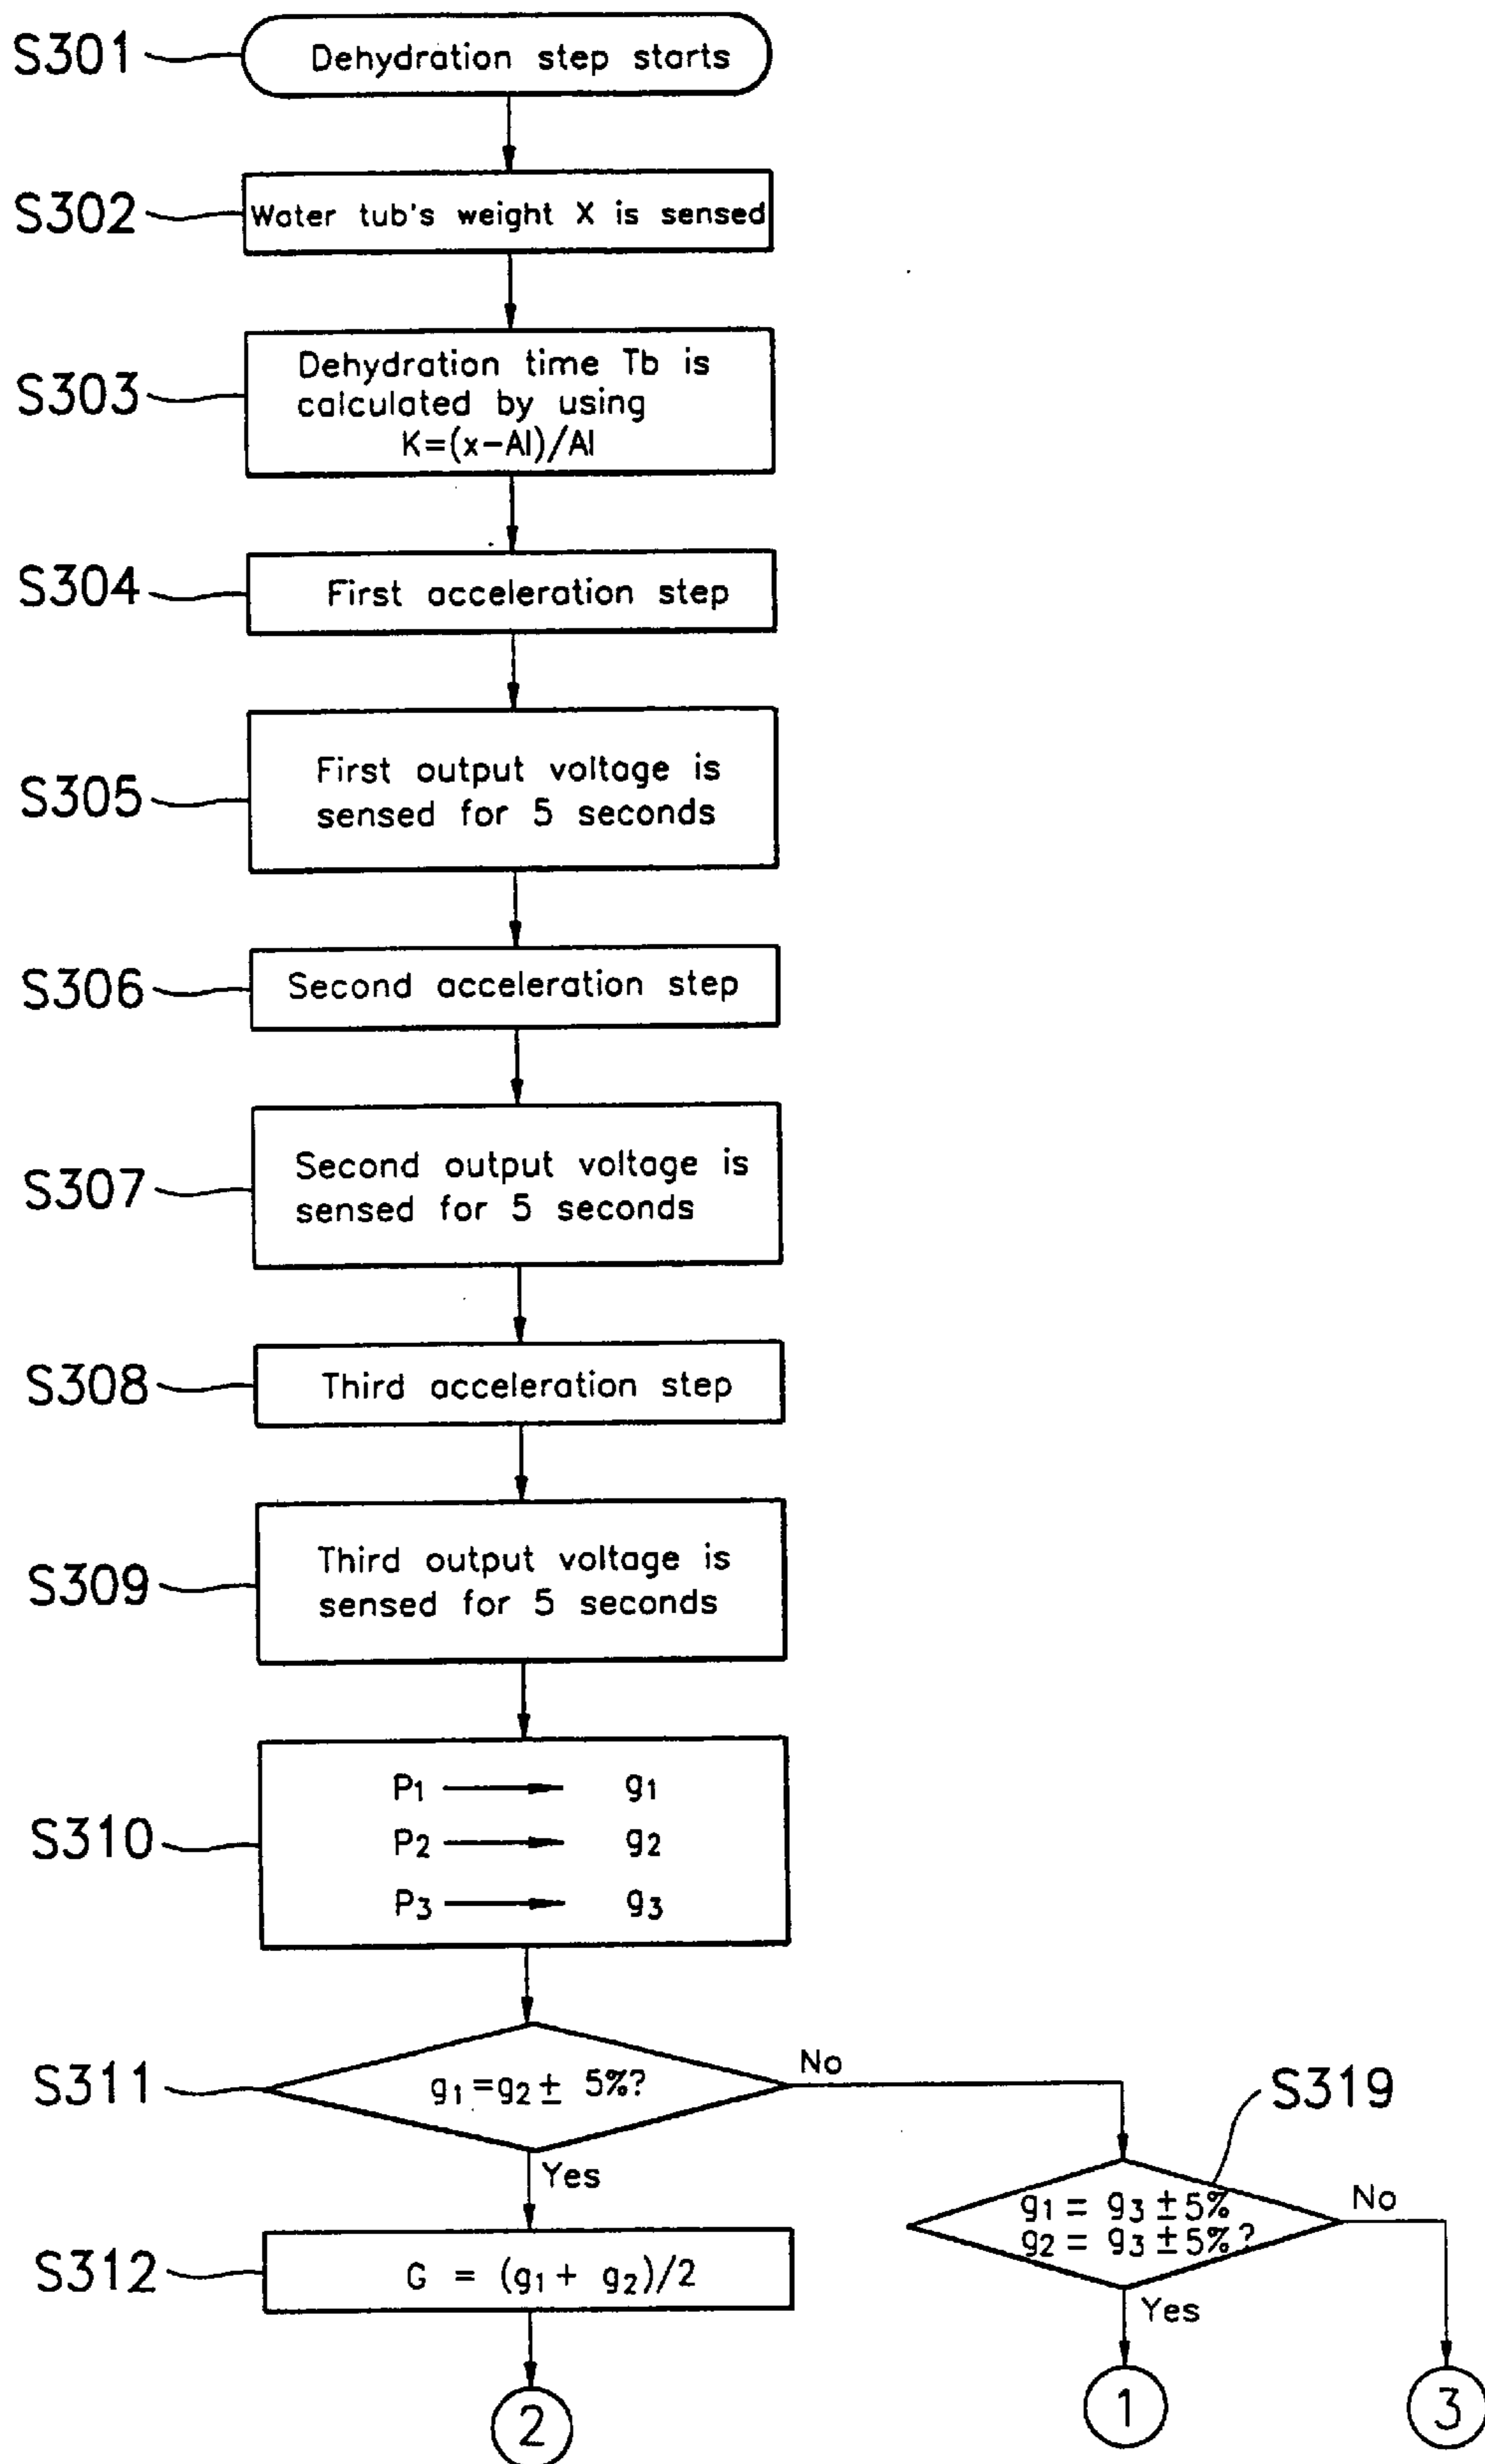 S301
Dehydration step starts
S302
Water tub's weight X is sensed
S303
Dehydration time Tb is
calculated by using
K=(x-Al)/Al
S304
First acceleration step
S305
First output voltage is
sensed for 5 seconds
S306
Second acceleration step
S307
Second output voltage is
sensed for 5 seconds
S308
Third acceleration step
S309
Third output voltage is
sensed for 5 seconds
S310
P1 g1
P2 g2
P3 g3
S311
g1=g2± 5%?
No
Yes
S319
g1 = g3 ±5%
g2 = g3 ±5%?
No
Yes
S312
G = (g1+ g2)/2
2
1
3